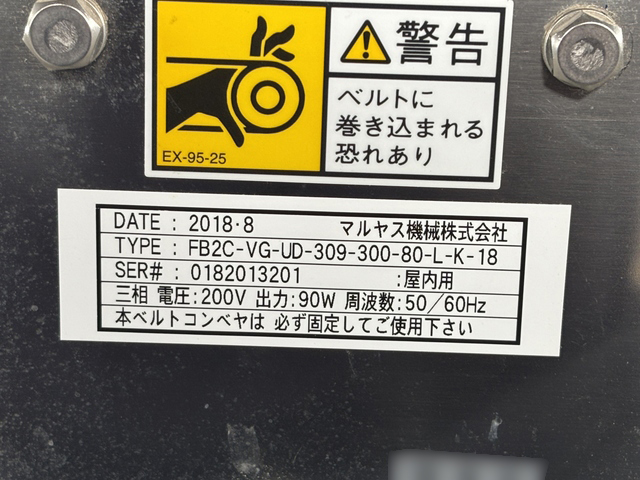 警告
ベルトに
巻き込まれる
恐れあり
EX-95-25
DATE : 2018・8 マルヤス機械株式会社
TYPE : FB2C-VG-UD-309-300-80-L-K-18
SER# : 0182013201 :屋内用
三相 電圧:200V 出力:90W 周波数:50/60Hz
本ベルトコンベヤは 必ず固定してご使用下さい